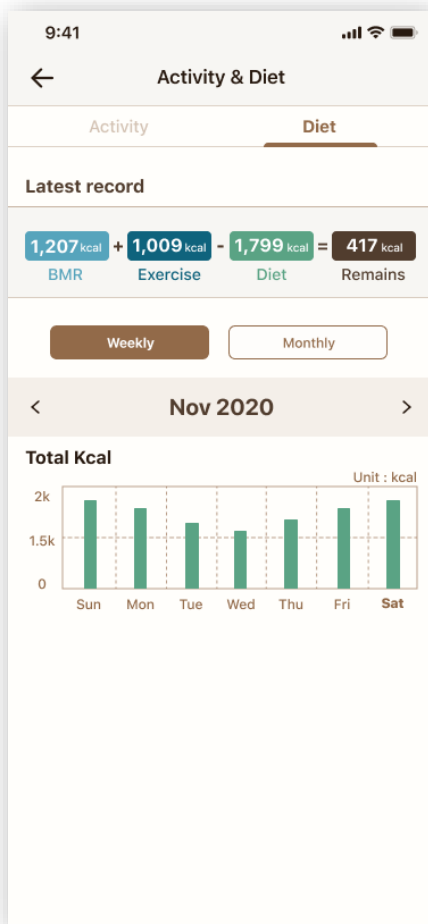 9:41
Activity & Diet
Activity Diet
Latest record
1,207 kcal + 1,009 kcal - 1,799 kcal = 417 kcal
BMR Exercise Diet Remains
Weekly Monthly
< Nov 2020 >
Total Kcal
Unit : kcal
2k
1.5k
0
Sun Mon Tue Wed Thu Fri Sat